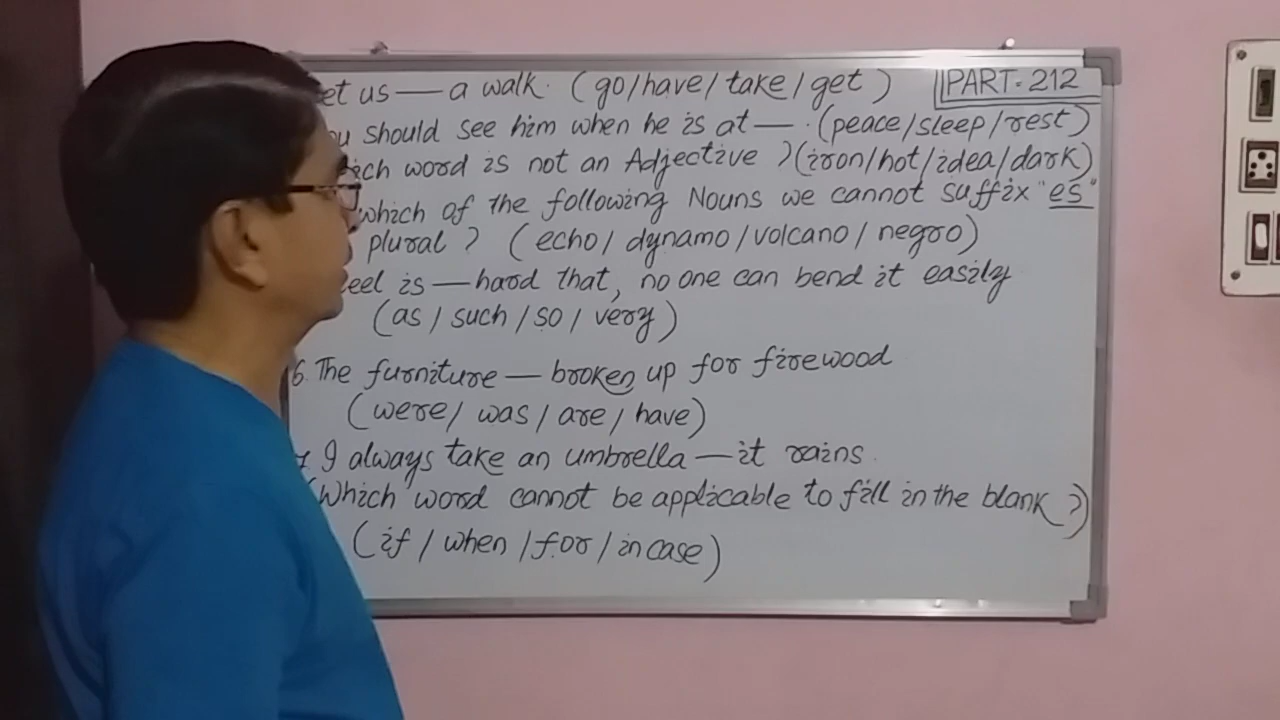 et us — a walk. (go/have/take/get) PART-212
should see him when he is at — . (peace/sleep/rest)
ich word is not an Adjective ? (iron/hot/idea/dark)
which of the following Nouns we cannot suffix "es"
plural ? (echo/ dynamo/volcano/ negro)
eel is — hard that, no one can bend it easily
(as / such / so / very)
6. The furniture — broken up for firewood
(were/ was/ are/ have)
7 I always take an umbrella — it rains.
(Which word cannot be applicable to fill in the blank ?)
(if / when / for / in case)